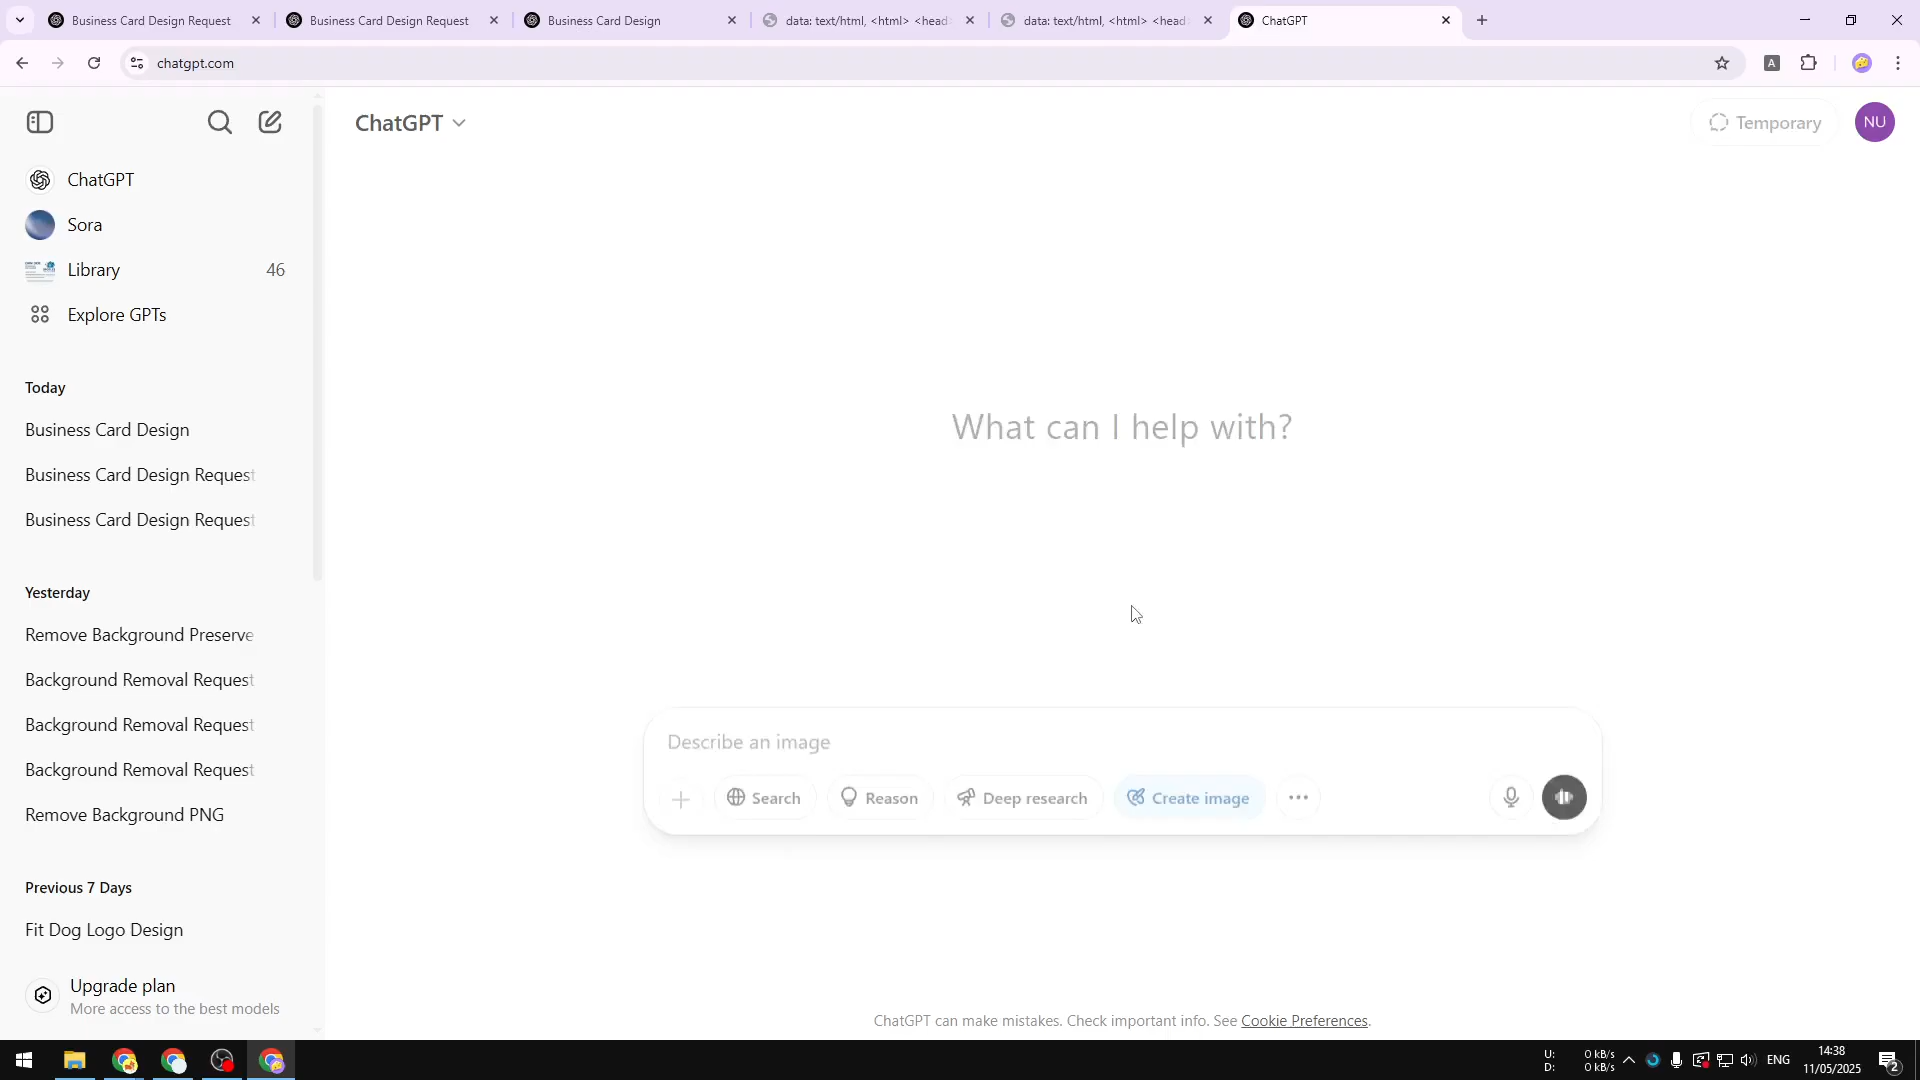 Business Card Design Request
Business Card Design Request
Business Card Design
data: text/html, <html> <head>
data: text/html, <html> <head>
ChatGPT
chatgpt.com
A
ChatGPT
Temporary
NU
ChatGPT
Sora
Library 46
Explore GPTs
Today
Business Card Design
Business Card Design Request
Business Card Design Request
Yesterday
Remove Background Preserve
Background Removal Request
Background Removal Request
Background Removal Request
Remove Background PNG
Previous 7 Days
Fit Dog Logo Design
Upgrade plan
More access to the best models
What can I help with?
Describe an image
Search
Reason
Deep research
Create image
ChatGPT can make mistakes. Check important info. See Cookie Preferences.
U: 0 kB/s
D: 0 kB/s
ENG
14:38
11/05/2025
2